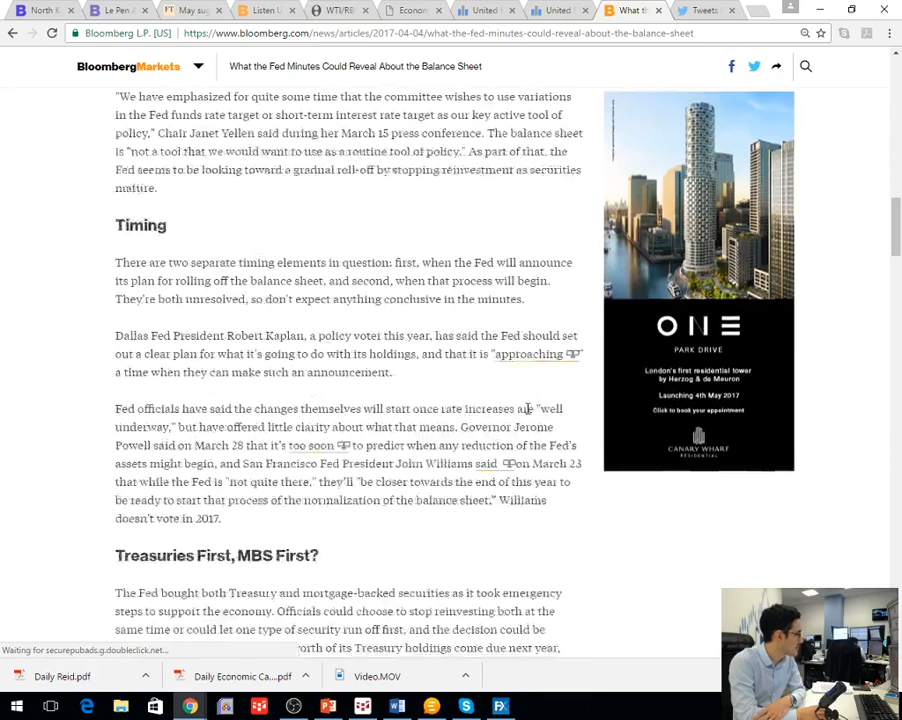 North K
Le Pen A
May sug
Listen U
WTI/RB
Econom
United
United
What th
Tweets
Bloomberg L.P. [US]
https://www.bloomberg.com/news/articles/2017-04-04/what-the-fed-minutes-could-reveal-about-the-balance-sheet
BloombergMarkets
What the Fed Minutes Could Reveal About the Balance Sheet
"We have emphasized for quite some time that the committee wishes to use variations
in the Fed funds rate target or short-term interest rate target as our key active tool of
policy," Chair Janet Yellen said during her March 15 press conference. The balance sheet
is "not a tool that we would want to use as a routine tool of policy." As part of that, the
Fed seems to be looking toward a gradual roll-off by stopping reinvestment as securities
mature.
Timing
There are two separate timing elements in question: first, when the Fed will announce
its plan for rolling off the balance sheet, and second, when that process will begin.
They're both unresolved, so don't expect anything conclusive in the minutes.
Dallas Fed President Robert Kaplan, a policy voter this year, has said the Fed should set
out a clear plan for what it's going to do with its holdings, and that it is "approaching"
a time when they can make such an announcement.
Fed officials have said the changes themselves will start once rate increases are "well
underway," but have offered little clarity about what that means. Governor Jerome
Powell said on March 28 that it's too soon to predict when any reduction of the Fed's
assets might begin, and San Francisco Fed President John Williams said on March 23
that while the Fed is "not quite there," they'll "be closer towards the end of this year to
be ready to start that process of the normalization of the balance sheet," Williams
doesn't vote in 2017.
Treasuries First, MBS First?
The Fed bought both Treasury and mortgage-backed securities as it took emergency
steps to support the economy. Officials could choose to stop reinvesting both at the
same time or could let one type of security run off first, and the decision could be
orth of its Treasury holdings come due next year,
ONE
PARK DRIVE
London's first residential tower
by Herzog & de Meuron
Launching 4th May 2017
Click to book your appointment
CANARY WHARF
RESIDENTIAL
Waiting for securepubads.g.doubleclick.net...
Daily Reid.pdf
Daily Economic Ca....pdf
Video.MOV